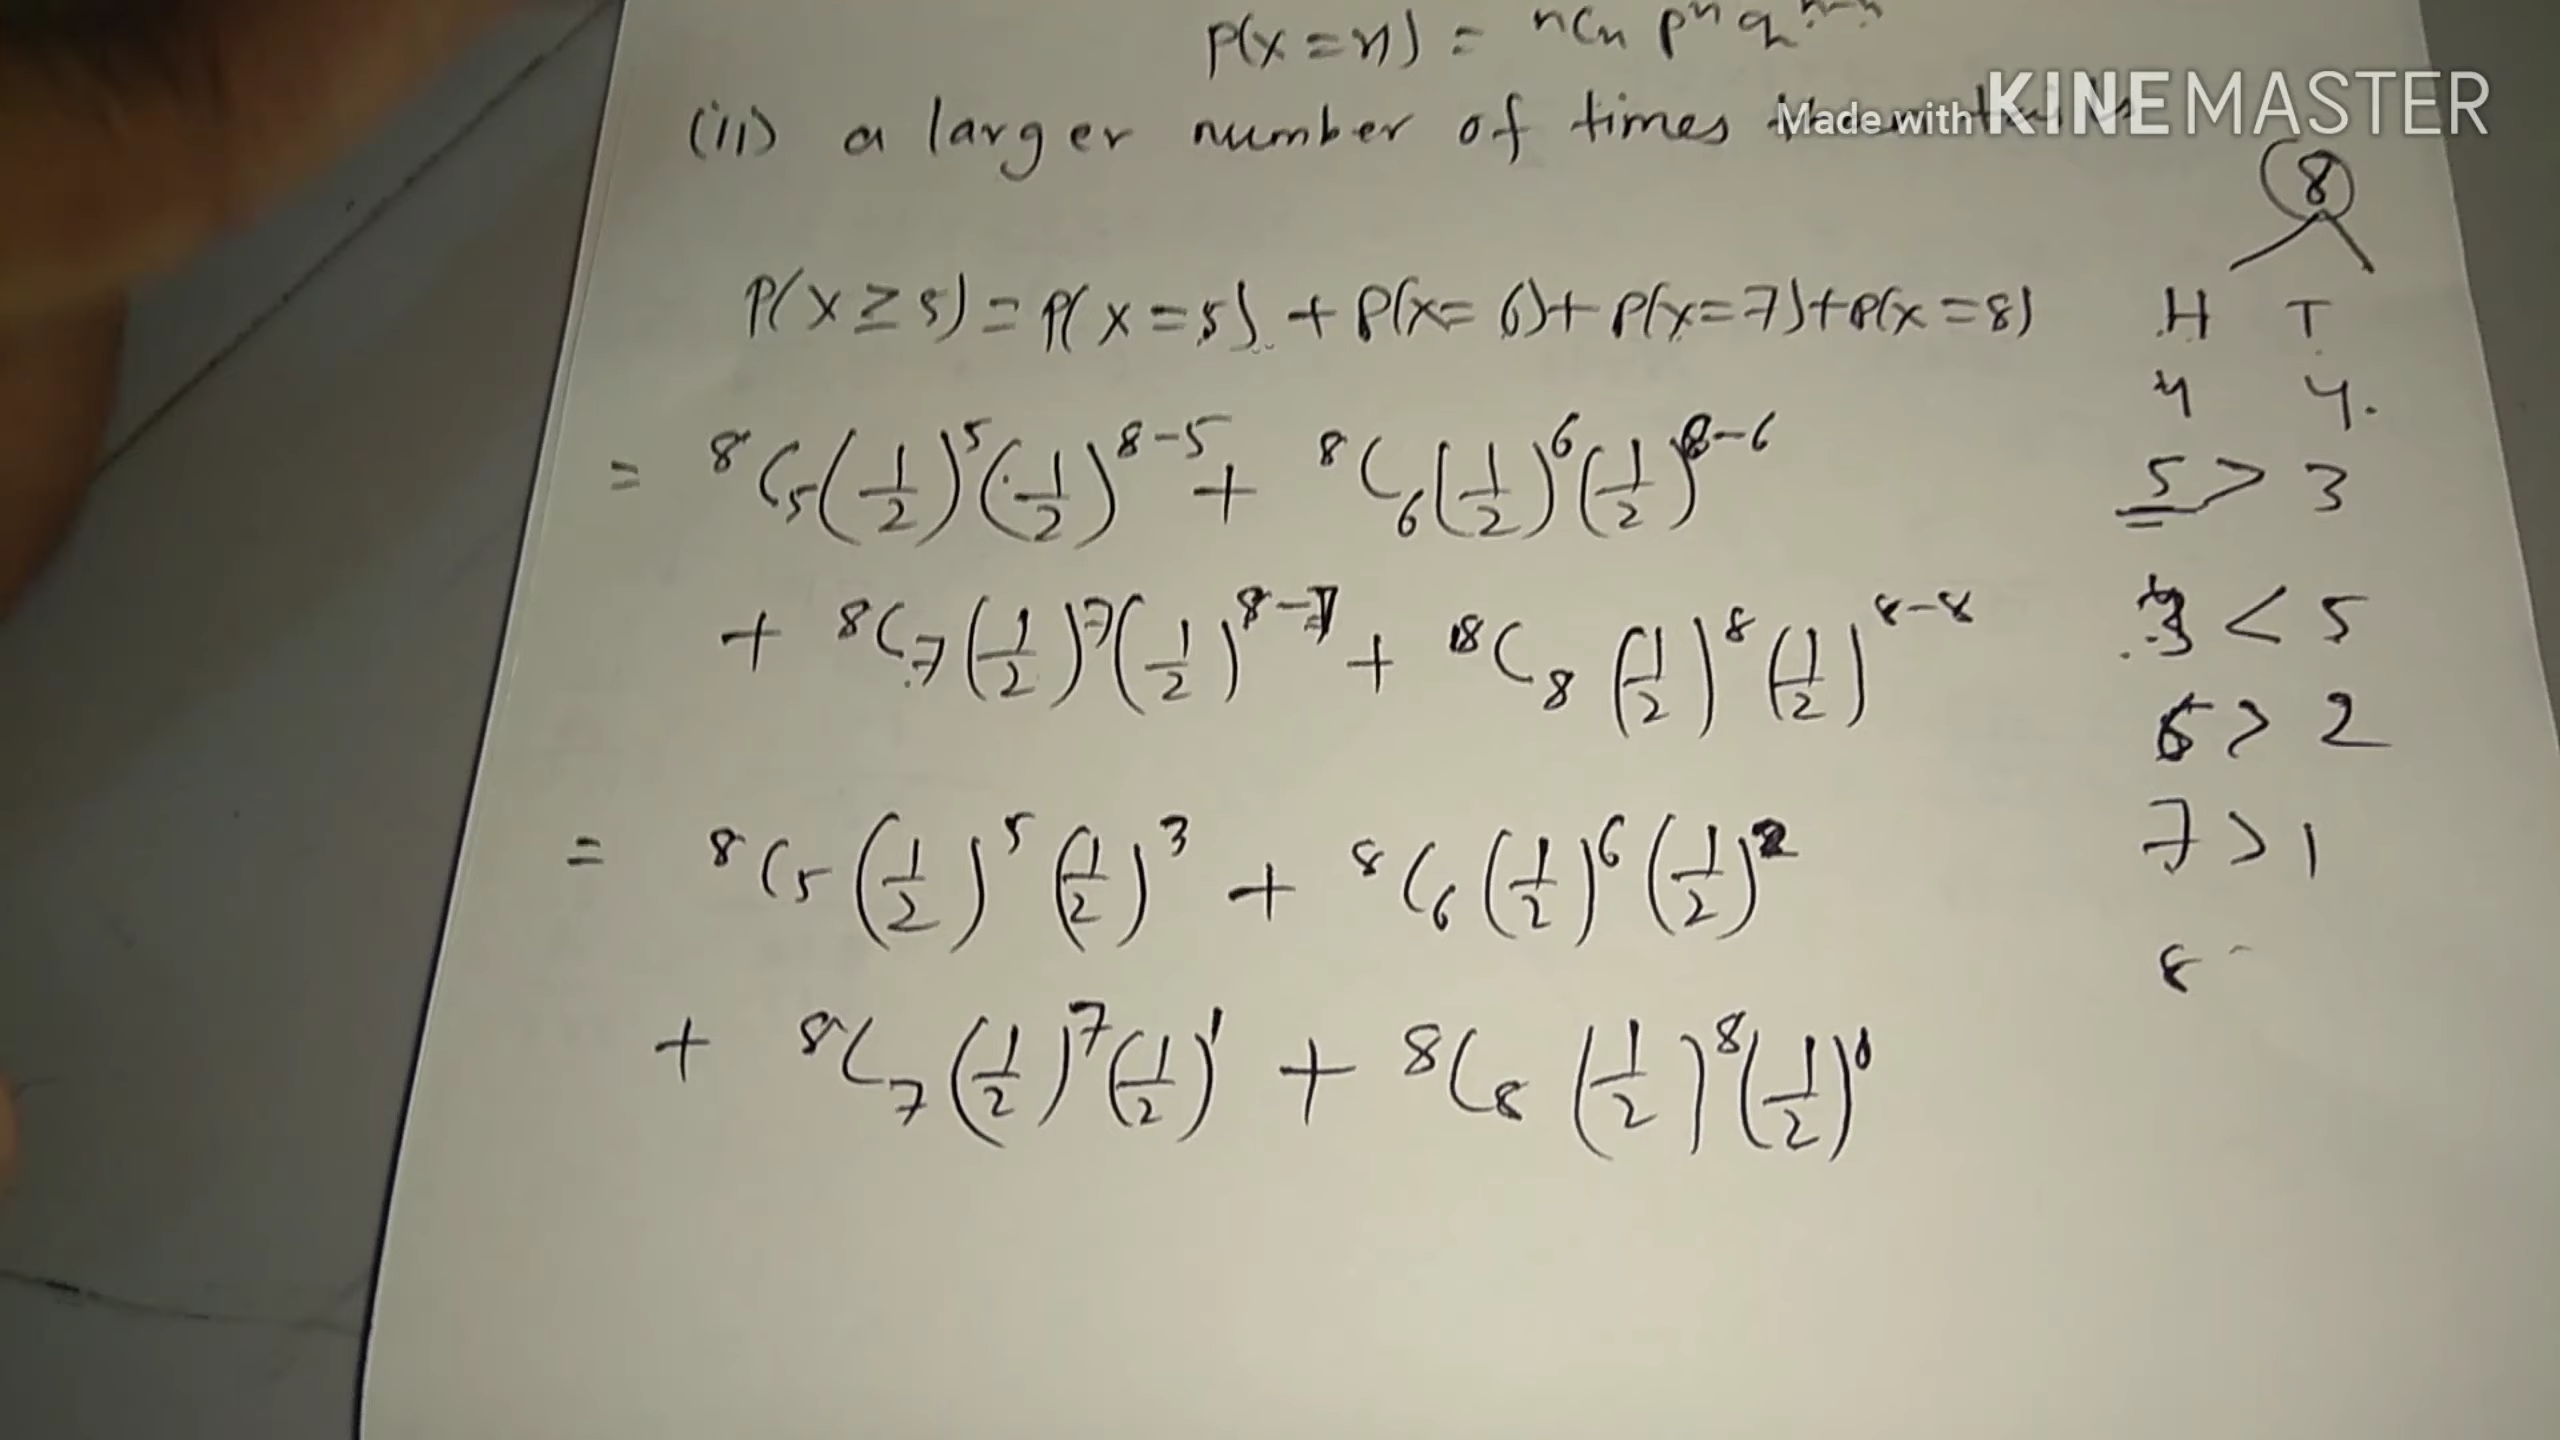 P(x=n) = nCn pⁿ q
Made with KINEMASTER
(ii) a larger number of times
8
P(x≥5) = P(x=5) + P(x=6) + P(x=7) + P(x=8)
H T
4 4.
= ⁸C₅(1/2)⁵(1/2)⁸⁻⁵ + ⁸C₆(1/2)⁶(1/2)⁸⁻⁶
5 > 3
+ ⁸C₇(1/2)⁷(1/2)⁸⁻⁷ + ⁸C₈(1/2)⁸(1/2)⁸⁻⁸
3 < 5
6 > 2
= ⁸C₅(1/2)⁵(1/2)³ + ⁸C₆(1/2)⁶(1/2)²
7 > 1
8
+ ⁸C₇(1/2)⁷(1/2)¹ + ⁸C₈(1/2)⁸(1/2)⁰